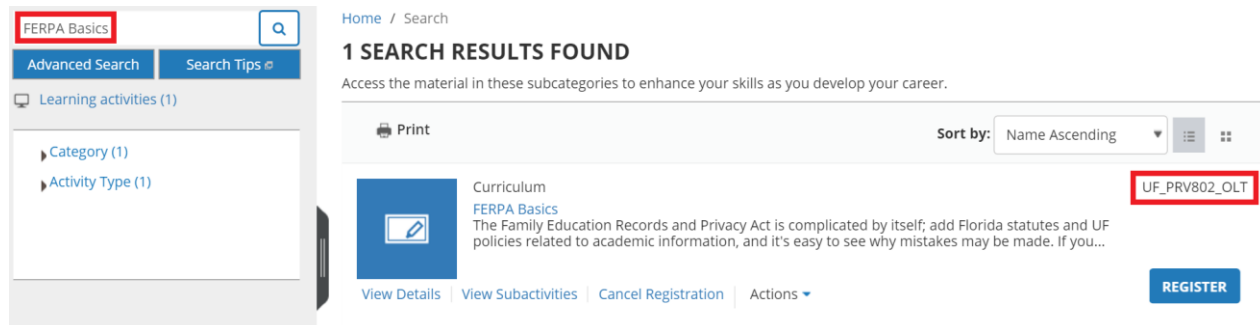 FERPA Basics
Advanced Search
Search Tips
Learning activities (1)
Category (1)
Activity Type (1)
Home / Search
1 SEARCH RESULTS FOUND
Access the material in these subcategories to enhance your skills as you develop your career.
Print
Sort by: Name Ascending
Curriculum
UF_PRV802_OLT
FERPA Basics
The Family Education Records and Privacy Act is complicated by itself; add Florida statutes and UF
policies related to academic information, and it's easy to see why mistakes may be made. If you...
View Details | View Subactivities | Cancel Registration | Actions
REGISTER